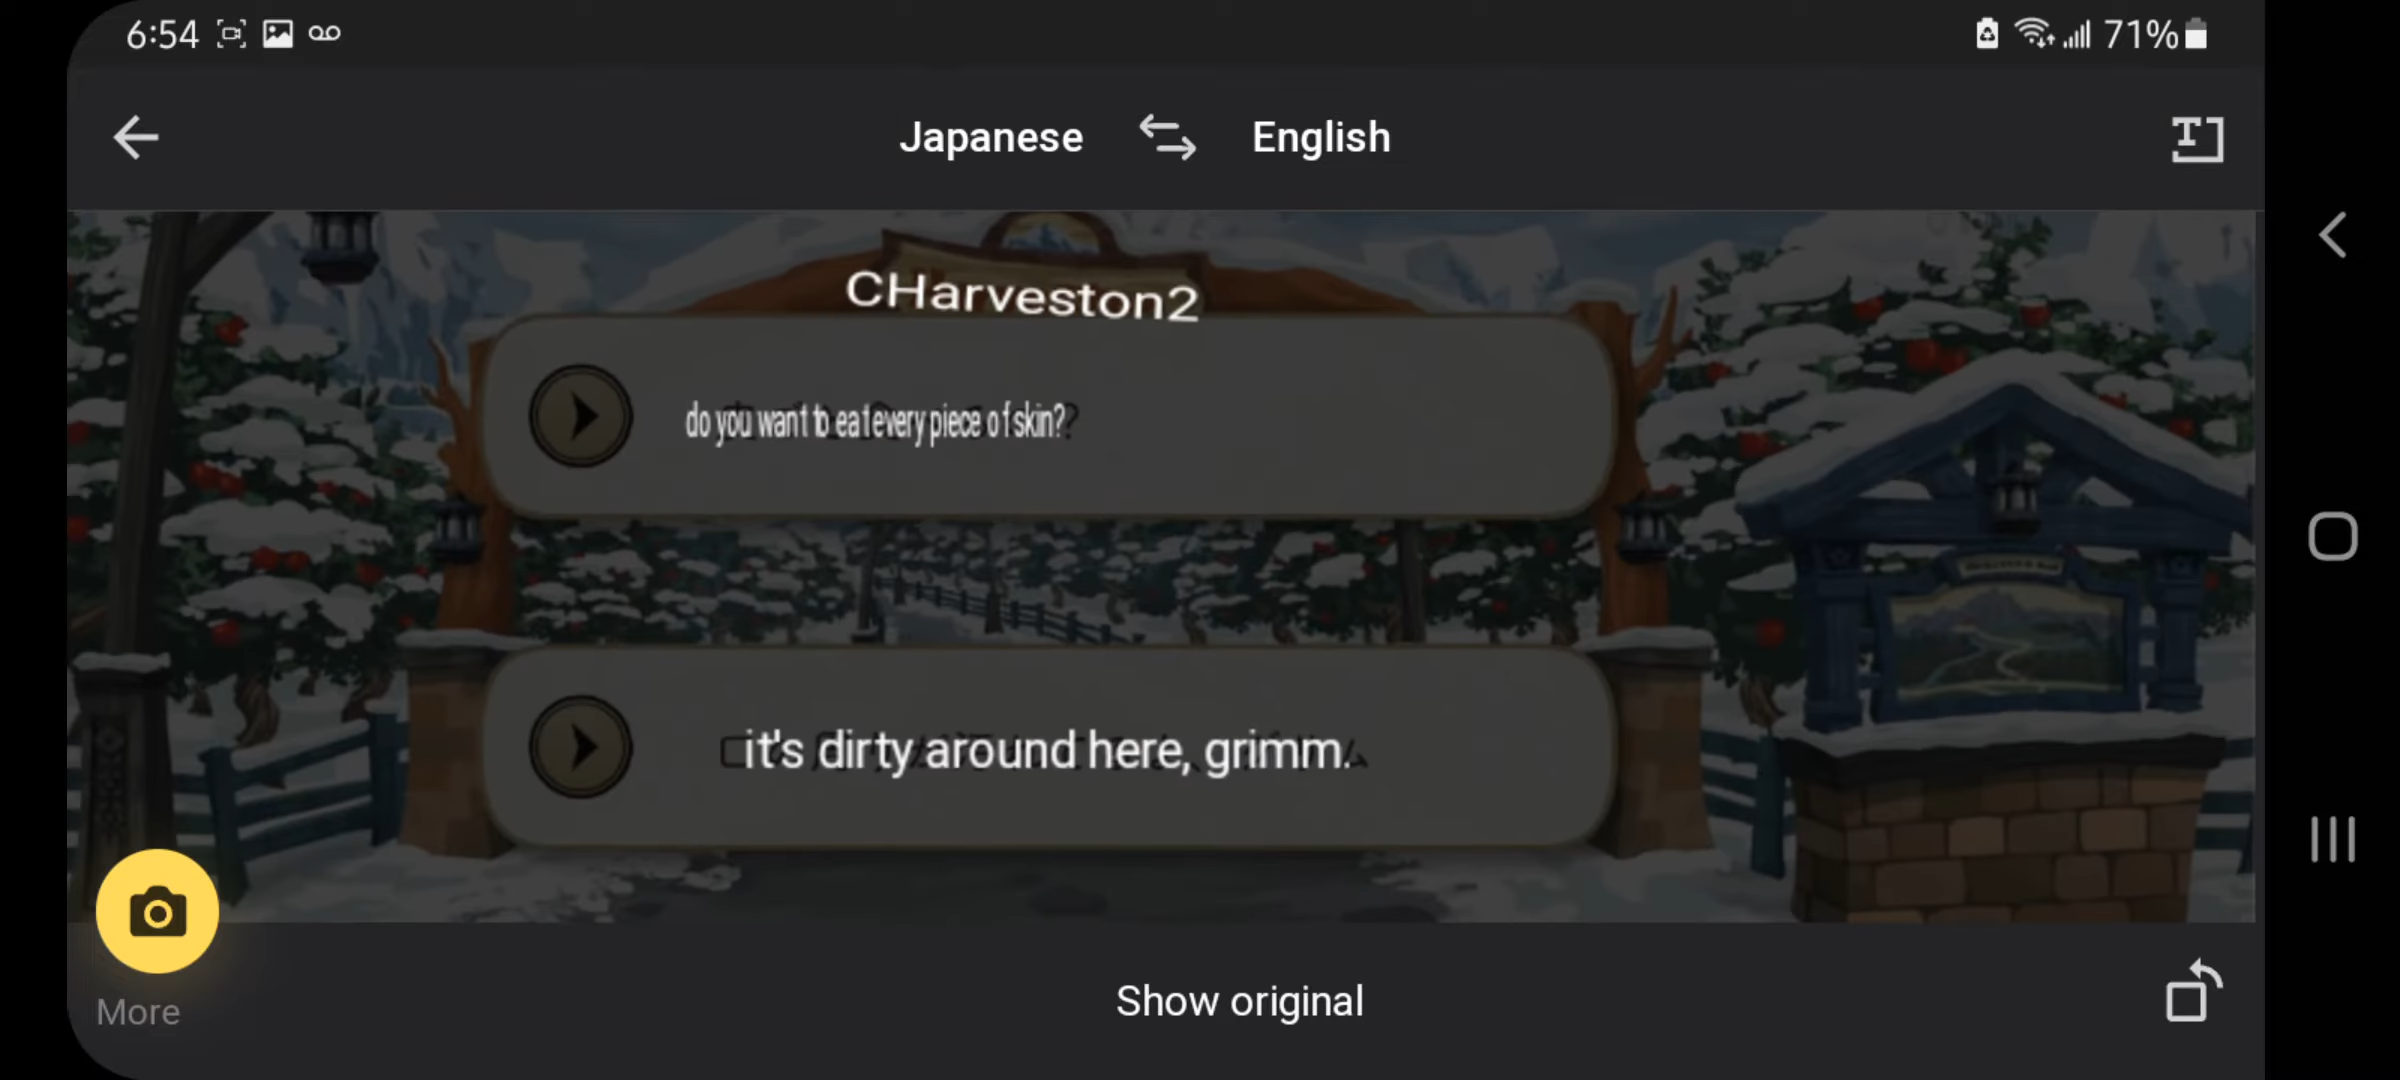 6:54
71%
Japanese
English
CHarveston2
do you want to eat every piece of skin?
it's dirty around here, grimm.
More
Show original